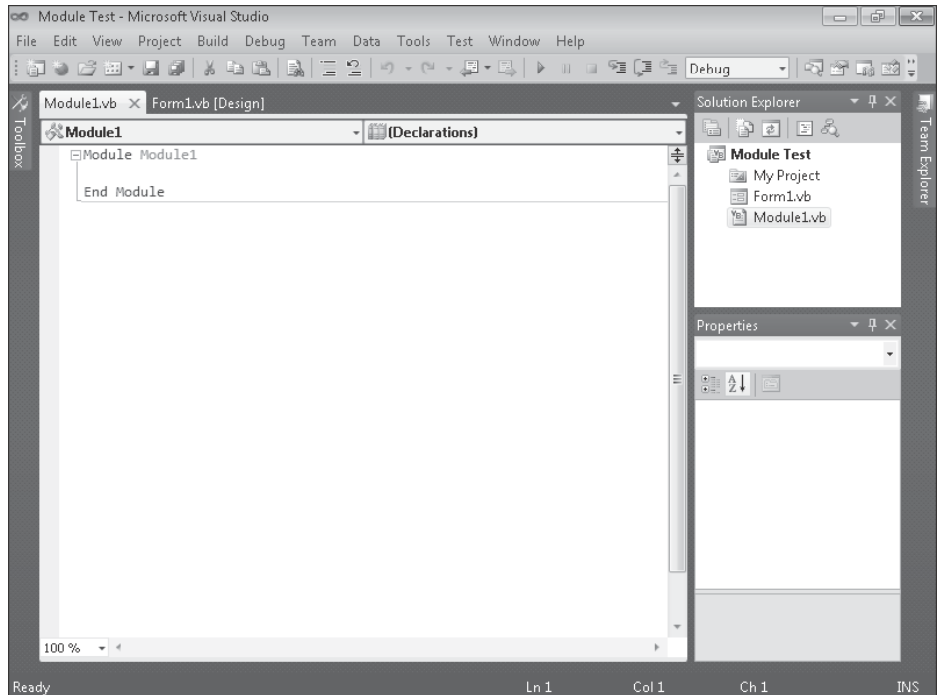 Module Test - Microsoft Visual Studio
File Edit View Project Build Debug Team Data Tools Test Window Help
Debug
Toolbox
Module1.vb Form1.vb [Design]
Module1 (Declarations)
Module Module1
End Module
100 %
Solution Explorer
Module Test
My Project
Form1.vb
Module1.vb
Properties
Team Explorer
Ready Ln 1 Col 1 Ch 1 INS